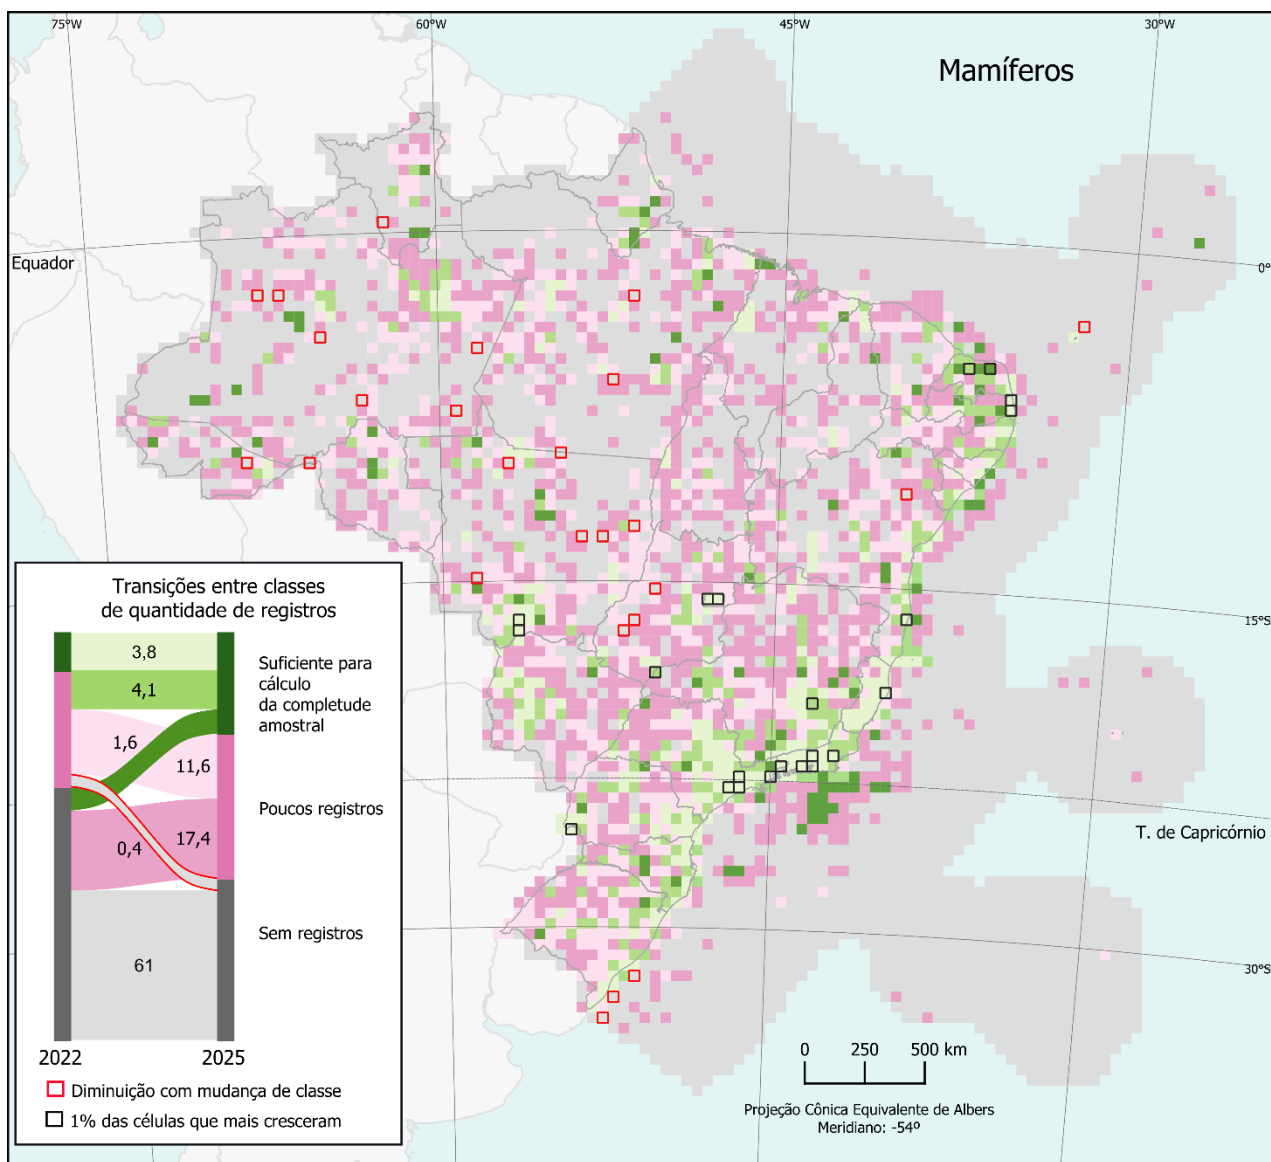 75°W
60°W
45°W
30°W
Mamíferos
Equador
0°
15°S
T. de Capricórnio
30°S
Transições entre classes
de quantidade de registros
3,8
4,1
1,6
11,6
0,4
17,4
61
Suficiente para
cálculo
da completude
amostral
Poucos registros
Sem registros
2022
2025
Diminuição com mudança de classe
1% das células que mais cresceram
0
250
500 km
Projeção Cônica Equivalente de Albers
Meridiano: -54º